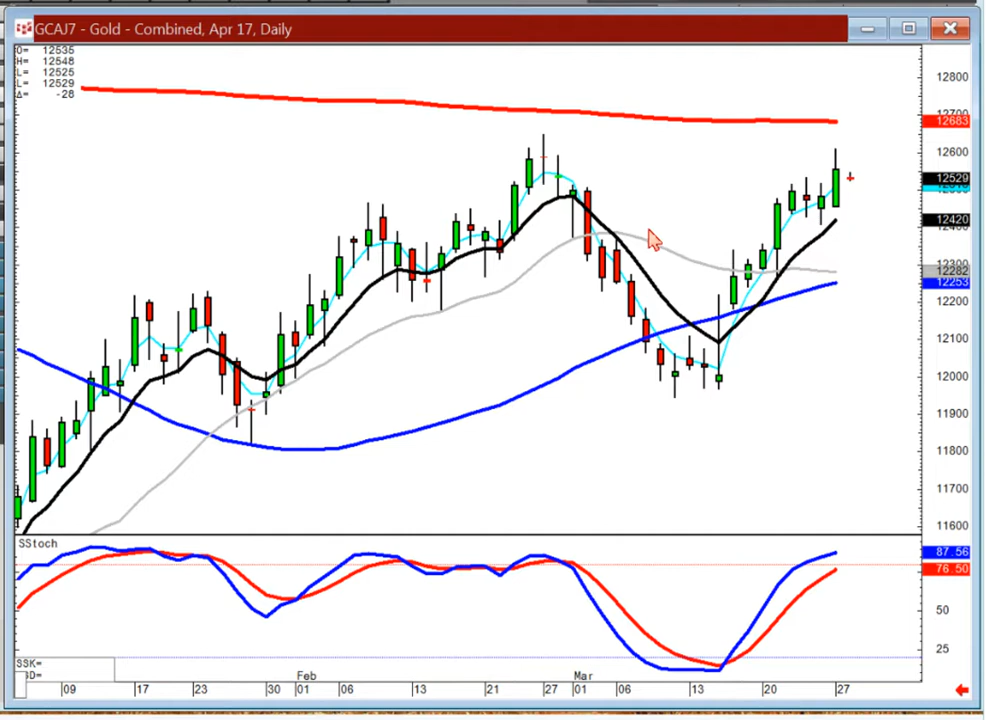 GCAJ7 - Gold - Combined, Apr 17, Daily
O= 12535
H= 12548
L= 12525
L= 12529
Δ= -28
12800
12683
12600
12529
12420
12300
12282
12253
12200
12100
12000
11900
11800
11700
11600
SStoch
87.56
76.50
50
25
SSK=
D=
Feb Mar
09 17 23 30 01 06 13 21 27 01 06 13 20 27